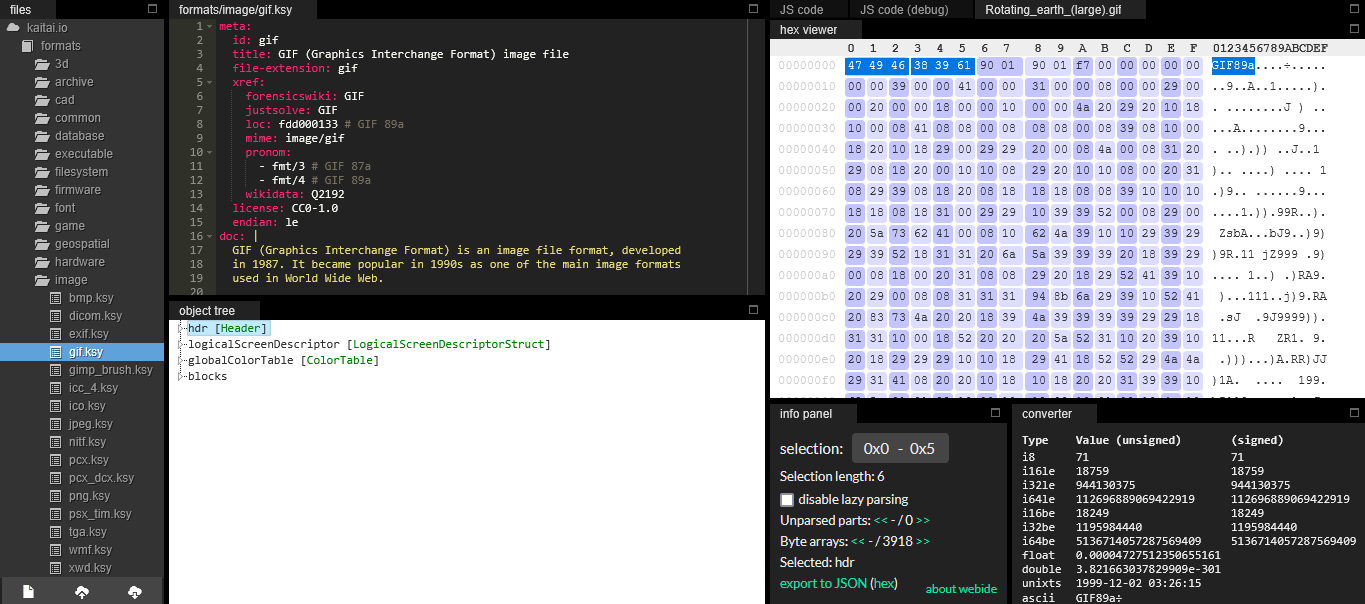 files
kaitai.io
formats
3d
archive
cad
common
database
executable
filesystem
firmware
font
game
geospatial
hardware
image
bmp.ksy
dicom.ksy
exif.ksy
gif.ksy
gimp_brush.ksy
icc_4.ksy
ico.ksy
jpeg.ksy
nitf.ksy
pcx.ksy
pcx_dcx.ksy
png.ksy
psx_tim.ksy
tga.ksy
wmf.ksy
xwd.ksy
formats/image/gif.ksy
1 meta:
2 id: gif
3 title: GIF (Graphics Interchange Format) image file
4 file-extension: gif
5 xref:
6 forensicswiki: GIF
7 justsolve: GIF
8 loc: fdd000133 # GIF 89a
9 mime: image/gif
10 pronom:
11 - fmt/3 # GIF 87a
12 - fmt/4 # GIF 89a
13 wikidata: Q2192
14 license: CC0-1.0
15 endian: le
16 doc: |
17 GIF (Graphics Interchange Format) is an image file format, developed
18 in 1987. It became popular in 1990s as one of the main image formats
19 used in World Wide Web.
20
object tree
hdr [Header]
logicalScreenDescriptor [LogicalScreenDescriptorStruct]
globalColorTable [ColorTable]
blocks
JS code JS code (debug) Rotating_earth_(large).gif
hex viewer
0 1 2 3 4 5 6 7 8 9 A B C D E F 0123456789ABCDEF
00000000 47 49 46 38 39 61 90 01 90 01 f7 00 00 00 00 00 GIF89a....÷.....
00000010 00 00 39 00 00 41 00 00 31 00 00 08 00 00 29 00 ..9..A..1.....).
00000020 00 20 00 00 18 00 00 10 00 00 4a 20 29 20 10 18 . ........J ) ..
00000030 10 00 08 41 08 08 00 08 08 08 00 08 39 08 10 00 ...A........9...
00000040 18 20 10 18 29 00 29 29 20 00 08 4a 00 08 31 20 . ..).)) ..J..1
00000050 29 08 18 20 00 10 10 08 29 20 10 10 08 00 20 31 ).. ....) .... 1
00000060 08 29 39 08 18 20 08 18 18 18 08 08 39 10 10 10 .)9.. ......9...
00000070 18 18 08 18 31 00 29 29 10 39 39 52 00 08 29 00 ....1.)).99R..).
00000080 20 5a 73 62 41 00 08 10 62 4a 39 10 10 29 39 29 ZsbA...bJ9..)9)
00000090 29 39 52 18 31 31 20 6a 5a 39 39 39 20 18 39 29 )9R.11 jZ999 .9)
000000a0 00 08 18 00 20 31 08 08 29 20 18 29 52 41 39 10 .... 1..) .)RA9.
000000b0 20 29 00 08 08 31 31 31 94 8b 6a 29 39 10 52 41 )...111..j)9.RA
000000c0 20 83 73 4a 20 20 18 39 4a 39 39 39 39 29 29 18 .sJ .9J9999)).
000000d0 31 31 10 00 18 52 20 20 20 5a 52 31 10 20 39 10 11...R ZR1. 9.
000000e0 20 18 29 29 29 10 10 18 29 41 18 52 52 29 4a 4a .)))...)A.RR)JJ
000000f0 29 31 41 08 20 20 10 18 10 18 20 20 31 39 39 10 )1A. .... 199.
info panel
selection: 0x0 - 0x5
Selection length: 6
disable lazy parsing
Unparsed parts: << - / 0 >>
Byte arrays: << - / 3918 >>
Selected: hdr
export to JSON (hex)
about webide
converter
Type Value (unsigned) (signed)
i8 71 71
i16le 18759 18759
i32le 944130375 944130375
i64le 112696889069422919 112696889069422919
i16be 18249 18249
i32be 1195984440 1195984440
i64be 5136714057287569409 5136714057287569409
float 0.00004727512350655161
double 3.821663037829909e-301
unixts 1999-12-02 03:26:15
ascii GIF89a÷